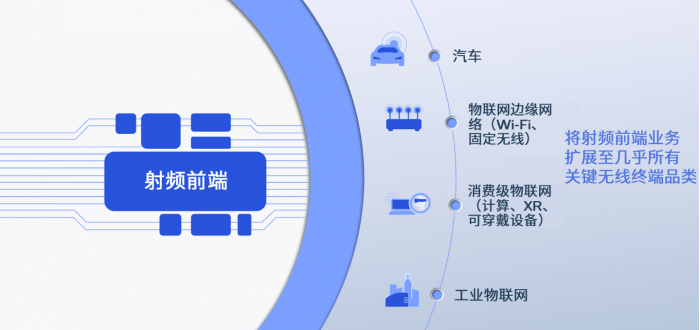 射频前端
汽车
物联网边缘网
络（Wi-Fi、
固定无线）
消费级物联网
（计算、XR、
可穿戴设备）
工业物联网
将射频前端业务
扩展至几乎所有
关键无线终端品类